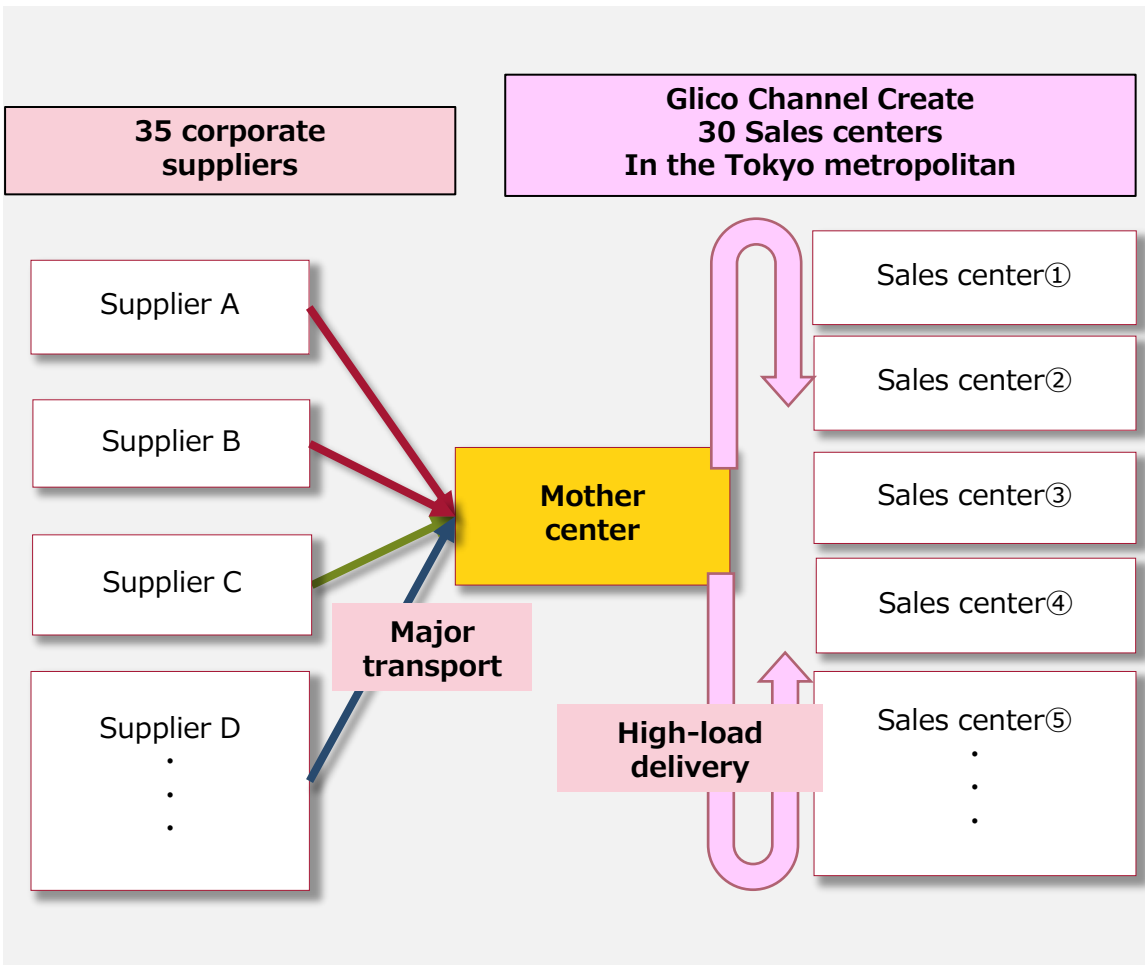 35 corporate
suppliers
Glico Channel Create
30 Sales centers
In the Tokyo metropolitan
Supplier A
Supplier B
Supplier C
Supplier D
・
・
・
Major
transport
Mother
center
High-load
delivery
Sales center①
Sales center②
Sales center③
Sales center④
Sales center⑤
・
・
・